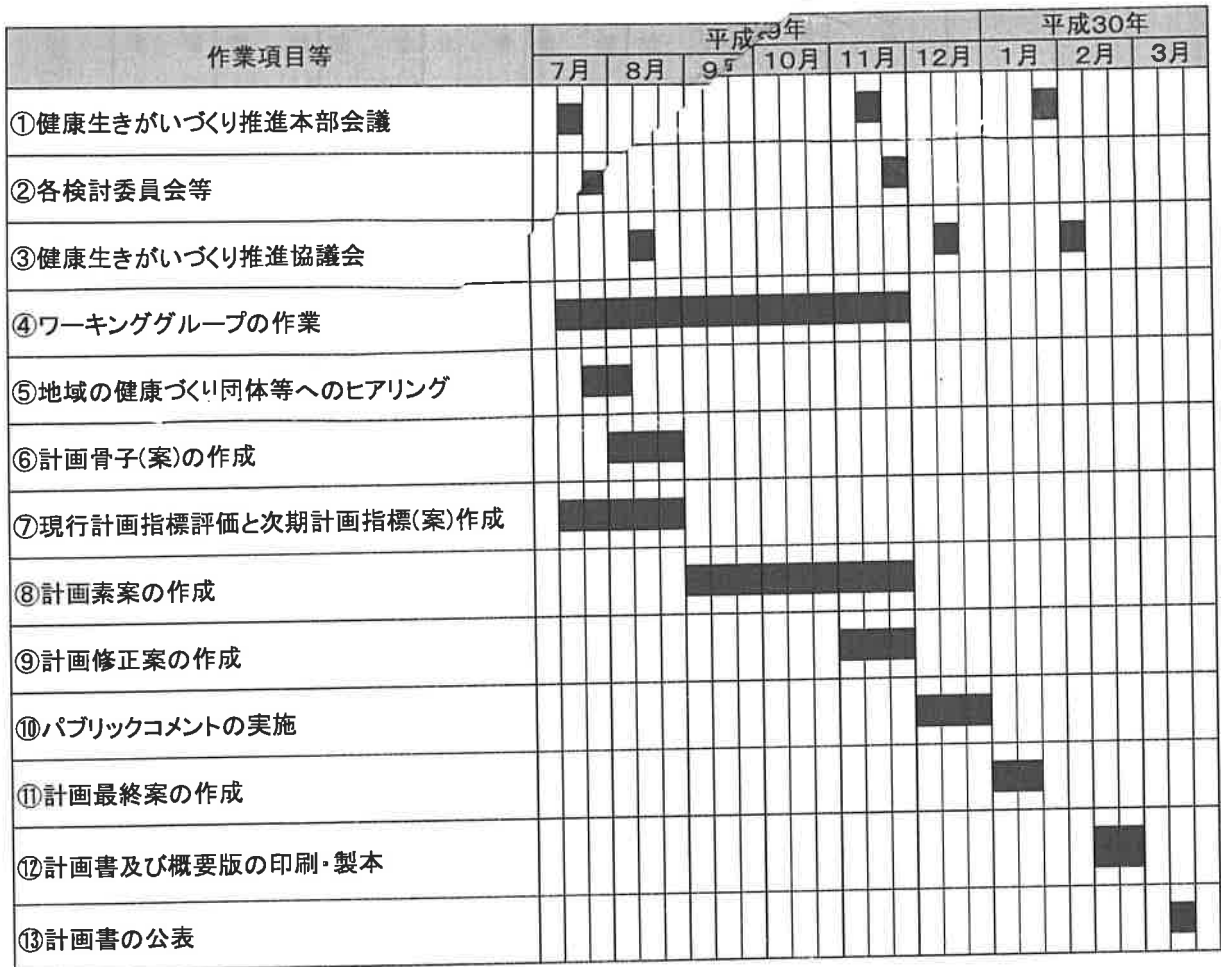 作業項目等
平成29年
平成30年
7月 8月 9月 10月 11月 12月 1月 2月 3月
①健康生きがいづくり推進本部会議
②各検討委員会等
③健康生きがいづくり推進協議会
④ワーキンググループの作業
⑤地域の健康づくり団体等へのヒアリング
⑥計画骨子(案)の作成
⑦現行計画指標評価と次期計画指標(案)作成
⑧計画素案の作成
⑨計画修正案の作成
⑩パブリックコメントの実施
⑪計画最終案の作成
⑫計画書及び概要版の印刷・製本
⑬計画書の公表